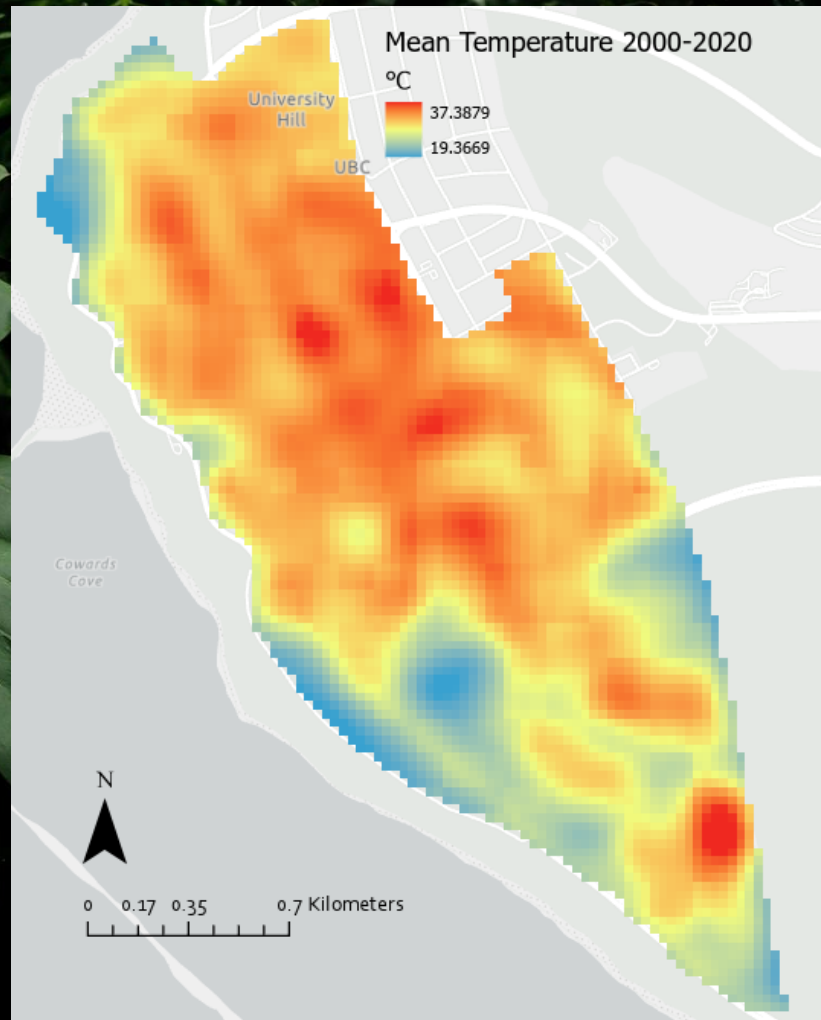 Mean Temperature 2000-2020
°C
37.3879
19.3669
University
Hill
UBC
Cowards
Cove
N
0 0.17 0.35 0.7 Kilometers